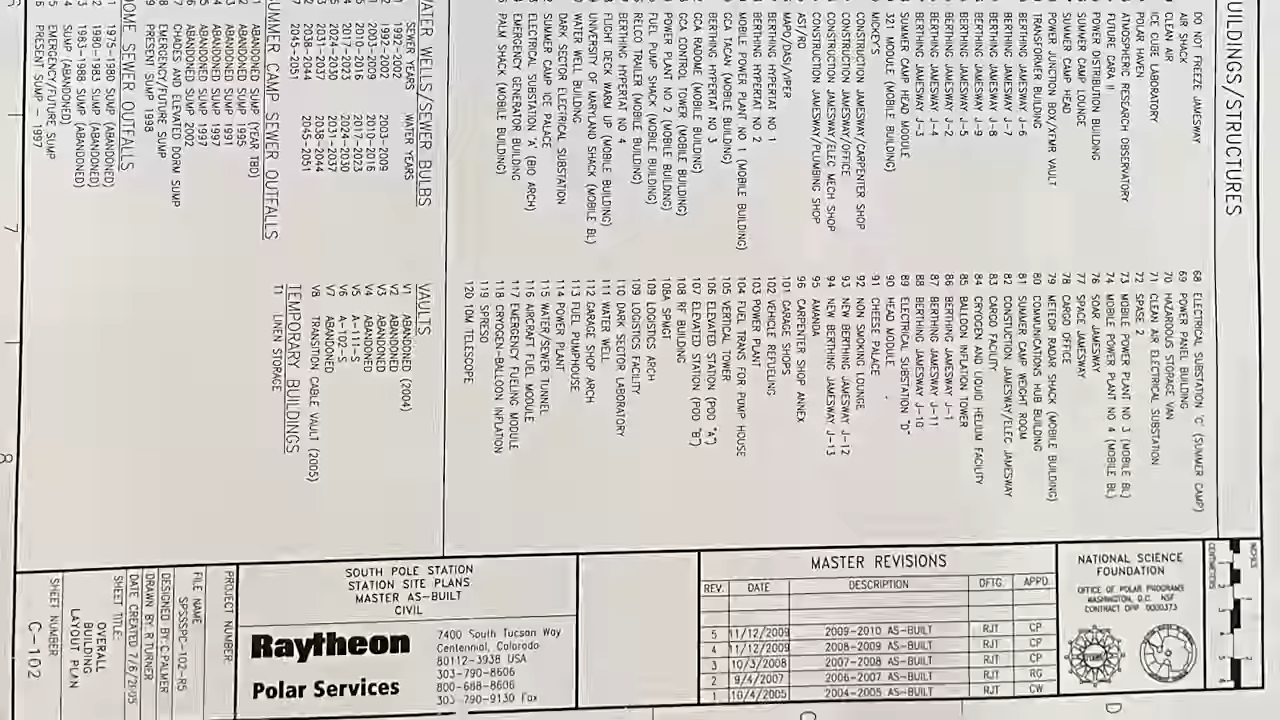 BUILDINGS/STRUCTURES
DO NOT FREEZE JAMESWAY
AIR SHACK
CLEAN AIR
ICE CUBE LABORATORY
POLAR HAVEN
ATMOSPHERIC RESEARCH OBSERVATORY
FUTURE CARA II
POWER DISTRIBUTION BUILDING
SUMMER CAMP LOUNGE
SUMMER CAMP HEAD
POWER JUNCTION BOX/XFMR VAULT
TRANSFORMER BUILDING
BERTHING JAMESWAY J-6
BERTHING JAMESWAY J-7
BERTHING JAMESWAY J-8
BERTHING JAMESWAY J-9
BERTHING JAMESWAY J-5
BERTHING JAMESWAY J-2
BERTHING JAMESWAY J-4
BERTHING JAMESWAY J-3
SUMMER CAMP HEAD MODULE
321 MODULE (MOBILE BUILDING)
MICKEY'S
CONSTRUCTION JAMESWAY/CARPENTER SHOP
CONSTRUCTION JAMESWAY/OFFICE
CONSTRUCTION JAMESWAY/ELEC MECH SHOP
CONSTRUCTION JAMESWAY/PLUMBING SHOP
AST/RO
MAPO/DASI/VIPER
BERTHING HYPERTAT NO 1
BERTHING HYPERTAT NO 2
MOBILE POWER PLANT NO 1 (MOBILE BUILDING)
GCA TACAN (MOBILE BUILDING)
BERTHING HYPERTAT NO 3
GCA RADOME (MOBILE BUILDING)
GCA CONTROL TOWER (MOBILE BUILDING)
POWER PLANT NO 2 (MOBILE BUILDING)
FUEL PUMP SHACK (MOBILE BUILDING)
RELCO TRAILER (MOBILE BUILDING)
BERTHING HYPERTAT NO 4
FLIGHT DECK WARM UP (MOBILE BUILDING)
UNIVERSITY OF MARYLAND SHACK (MOBILE BL)
WATER WELL BUILDING
DARK SECTOR ELECTRICAL SUBSTATION
SUMMER CAMP ICE PALACE
ELECTRICAL SUBSTATION 'A' (BIO ARCH)
EMERGENCY GENERATOR BUILDING
PALM SHACK (MOBILE BUILDING)
68 ELECTRICAL SUBSTATION 'C' (SUMMER CAMP)
69 POWER PANEL BUILDING
70 HAZARDOUS STORAGE VAN
71 CLEAN AIR ELECTRICAL SUBSTATION
72 SPASE 2
73 MOBILE POWER PLANT NO 3 (MOBILE BL)
74 MOBILE POWER PLANT NO 4 (MOBILE BL)
76 SOAR JAMESWAY
77 SPACE JAMESWAY
78 CARGO OFFICE
79 METEOR RADAR SHACK (MOBILE BUILDING)
80 COMMUNICATIONS HUB BUILDING
81 SUMMER CAMP WEIGHT ROOM
82 CONSTUCTION JAMESWAY/ELEC JAMESWAY
83 CARGO FACILITY
84 CRYOGEN AND LIQUID HELIUM FACILITY
85 BALLOON INFLATION TOWER
86 BERTHING JAMESWAY J-1
87 BERTHING JAMESWAY J-11
88 BERTHING JAMESWAY J-10
89 ELECTRICAL SUBSTATION "D"
90 HEAD MODULE
91 CHEESE PALACE
92 NON SMOKING LOUNGE
93 NEW BERTHING JAMESWAY J-12
94 NEW BERTHING JAMESWAY J-13
95 AMANDA
96 CARPENTER SHOP ANNEX
101 GARAGE SHOPS
102 VEHICLE REFUELING
103 POWER PLANT
104 FUEL TRANS FOR PUMP HOUSE
105 VERTICAL TOWER
106 ELEVATED STATION (POD "A")
107 ELEVATED STATION (POD "B")
108 RF BUILDING
108A SPMGT
109 LOGISTICS ARCH
109 LOGISTICS FACILITY
110 DARK SECTOR LABORATORY
111 WATER WELL
112 GARAGE SHOP ARCH
113 FUEL PUMPHOUSE
114 POWER PLANT
115 WATER/SEWER TUNNEL
116 AIRCRAFT FUEL MODULE
117 EMERGENCY FUELING MODULE
118 CRYOGEN-BALLOON INFLATION
119 SPRESO
120 10M TELESCOPE
WATER WELLS/SEWER BULBS
SEWER YEARS WATER YEARS
1 1992-2002
2 1992-2002 2003-2009
2003-2009 2010-2016
2010-2016 2017-2023
2017-2023 2024-2030
2024-2030 2031-2037
2031-2037 2038-2044
2038-2044 2045-2051
2045-2051
SUMMER CAMP SEWER OUTFALLS
1 ABANDONED SUMP (YEAR TBD)
2 ABANDONED SUMP 1995
3 ABANDONED SUMP 1991
4 ABANDONED SUMP 1993
5 ABANDONED SUMP 1997
6 ABANDONED SUMP 2002
7 CHADES AND ELEVATED DORM SUMP
8 EMERGENCY/FUTURE SUMP
9 PRESENT SUMP 1998
DOME SEWER OUTFALLS
1 1975-1980 SUMP (ABANDONED)
2 1980-1983 SUMP (ABANDONED)
3 1983-1988 SUMP (ABANDONED)
4 SUMP (ABANDONED)
5 EMERGENCY/FUTURE SUMP
6 PRESENT SUMP - 1997
VAULTS
V1 ABANDONED (2004)
V2 ABANDONED
V3 ABANDONED
V4 ABANDONED
V5 A-111-S
V6 A-102-S
V7 ABANDONED
V8 TRANSITION CABLE VAULT (2005)
TEMPORARY BUILDINGS
T1 LINEN STORAGE
7
8
NATIONAL SCIENCE
FOUNDATION
OFFICE OF POLAR PROGRAMS
WASHINGTON, D.C. NSF
CONTRACT OPP 0000373
MASTER REVISIONS
REV. DATE DESCRIPTION DFTG. APPD.
5 11/12/2009 2009-2010 AS-BUILT RJT CP
4 11/12/2009 2008-2009 AS-BUILT RJT CP
3 10/3/2008 2007-2008 AS-BUILT RJT CP
2 9/4/2007 2006-2007 AS-BUILT RJT RG
1 10/4/2005 2004-2005 AS-BUILT RJT CW
SOUTH POLE STATION
STATION SITE PLANS
MASTER AS-BUILT
CIVIL
Raytheon
Polar Services
7400 South Tucson Way
Centennial, Colorado
80112-3938 USA
303-790-8606
800-688-8606
303-790-9130 Fax
PROJECT NUMBER:
FILE NAME
SPSSSPC-102-R5
DESIGNED BY: C PALMER
DRAWN BY: R TURNER
DATE CREATED 7/6/2005
SHEET TITLE:
OVERALL
BUILDING
LAYOUT PLAN
SHEET NUMBER
C-102
INCHES
CENTIMETERS
C
D